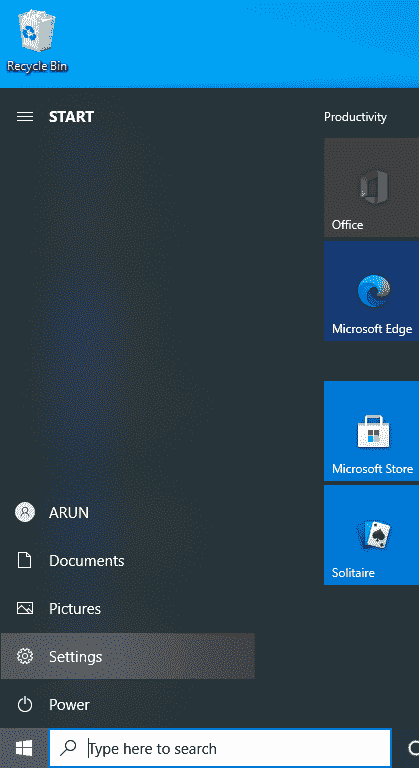 Recycle Bin
START
Productivity
Office
Microsoft Edge
Microsoft Store
Solitaire
ARUN
Documents
Pictures
Settings
Power
Type here to search